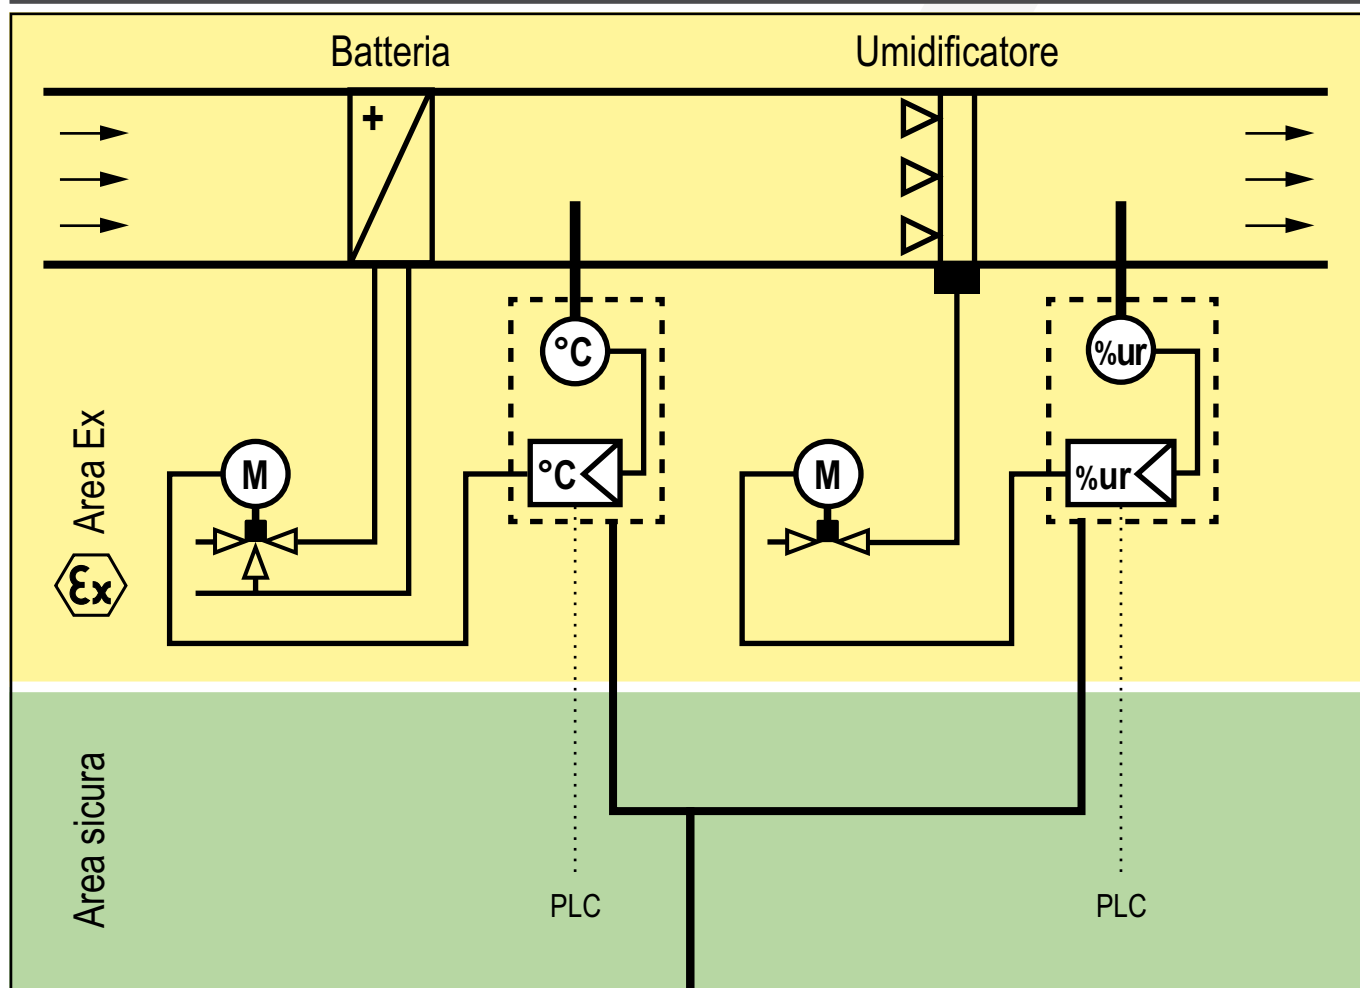 Batteria
Umidificatore
+
°C
%ur
Area Ex
M
°C
M
%ur
Ex
Area sicura
PLC
PLC